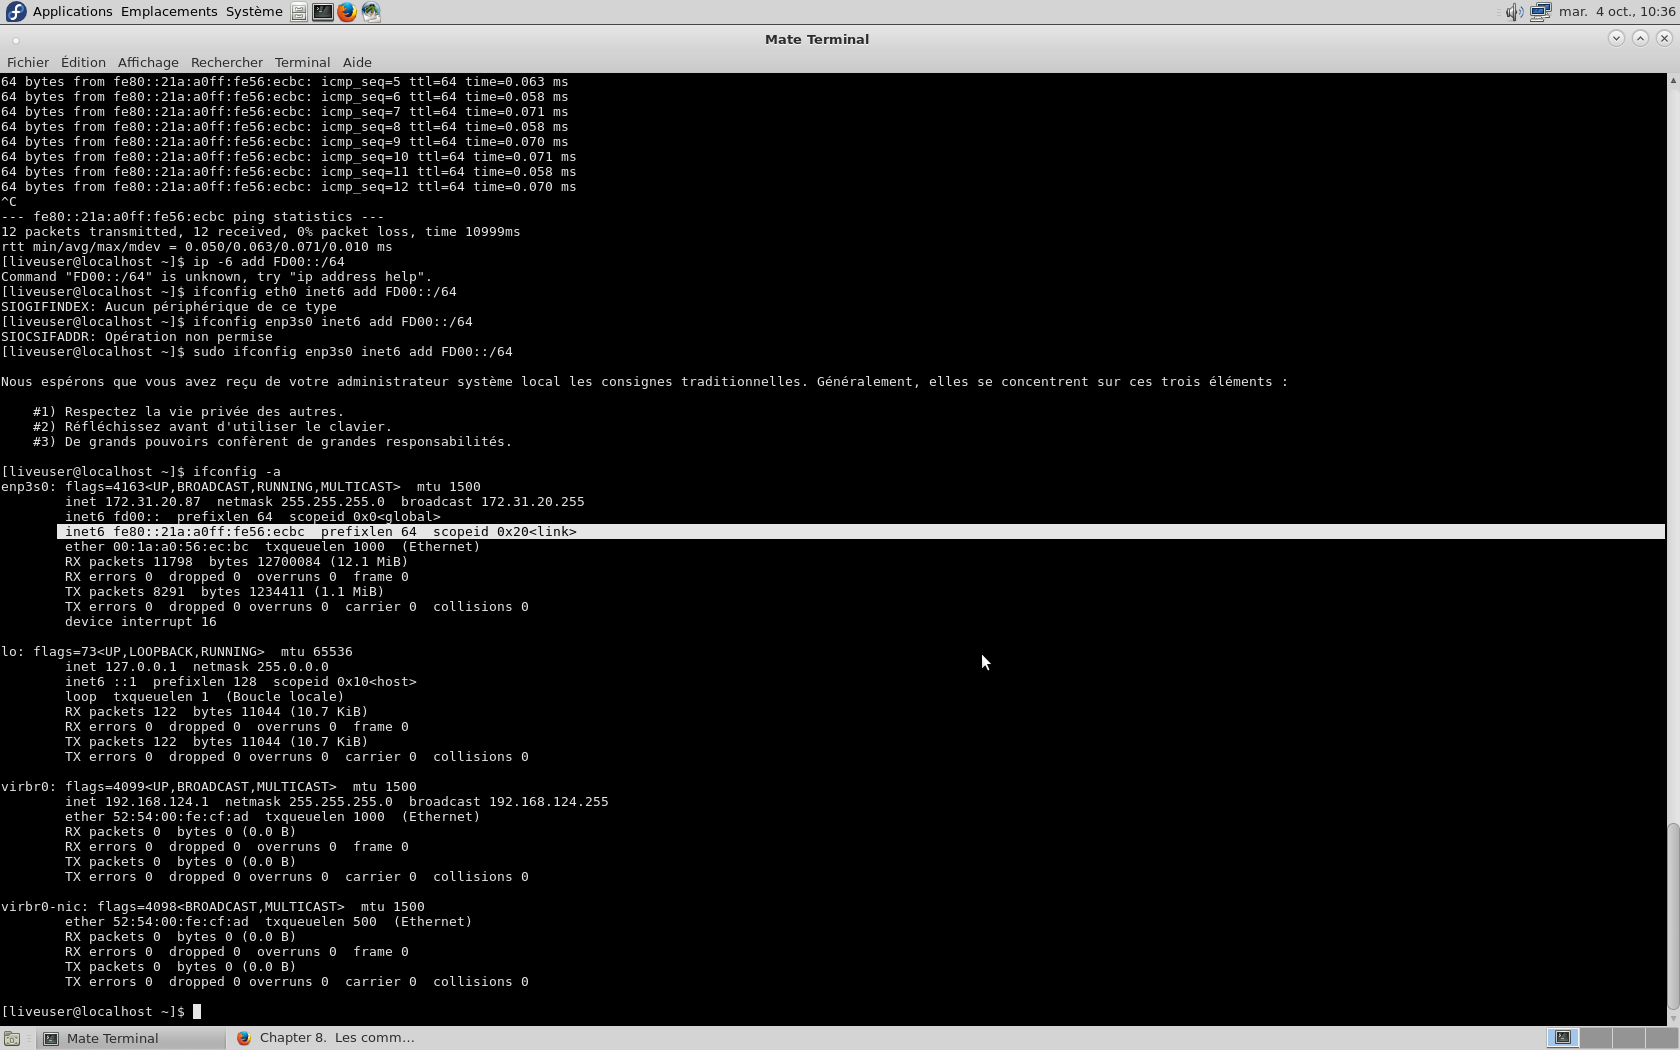 Applications Emplacements Système mar. 4 oct., 10:36
Mate Terminal
Fichier Édition Affichage Rechercher Terminal Aide
64 bytes from fe80::21a:a0ff:fe56:ecbc: icmp_seq=5 ttl=64 time=0.063 ms
64 bytes from fe80::21a:a0ff:fe56:ecbc: icmp_seq=6 ttl=64 time=0.058 ms
64 bytes from fe80::21a:a0ff:fe56:ecbc: icmp_seq=7 ttl=64 time=0.071 ms
64 bytes from fe80::21a:a0ff:fe56:ecbc: icmp_seq=8 ttl=64 time=0.058 ms
64 bytes from fe80::21a:a0ff:fe56:ecbc: icmp_seq=9 ttl=64 time=0.070 ms
64 bytes from fe80::21a:a0ff:fe56:ecbc: icmp_seq=10 ttl=64 time=0.071 ms
64 bytes from fe80::21a:a0ff:fe56:ecbc: icmp_seq=11 ttl=64 time=0.058 ms
64 bytes from fe80::21a:a0ff:fe56:ecbc: icmp_seq=12 ttl=64 time=0.070 ms
^C
--- fe80::21a:a0ff:fe56:ecbc ping statistics ---
12 packets transmitted, 12 received, 0% packet loss, time 10999ms
rtt min/avg/max/mdev = 0.050/0.063/0.071/0.010 ms
[liveuser@localhost ~]$ ip -6 add FD00::/64
Command "FD00::/64" is unknown, try "ip address help".
[liveuser@localhost ~]$ ifconfig eth0 inet6 add FD00::/64
SIOGIFINDEX: Aucun périphérique de ce type
[liveuser@localhost ~]$ ifconfig enp3s0 inet6 add FD00::/64
SIOCSIFADDR: Opération non permise
[liveuser@localhost ~]$ sudo ifconfig enp3s0 inet6 add FD00::/64
Nous espérons que vous avez reçu de votre administrateur système local les consignes traditionnelles. Généralement, elles se concentrent sur ces trois éléments :
#1) Respectez la vie privée des autres.
#2) Réfléchissez avant d'utiliser le clavier.
#3) De grands pouvoirs confèrent de grandes responsabilités.
[liveuser@localhost ~]$ ifconfig -a
enp3s0: flags=4163<UP,BROADCAST,RUNNING,MULTICAST>  mtu 1500
inet 172.31.20.87  netmask 255.255.255.0  broadcast 172.31.20.255
inet6 fd00::  prefixlen 64  scopeid 0x0<global>
inet6 fe80::21a:a0ff:fe56:ecbc  prefixlen 64  scopeid 0x20<link>
ether 00:1a:a0:56:ec:bc  txqueuelen 1000  (Ethernet)
RX packets 11798  bytes 12700084 (12.1 MiB)
RX errors 0  dropped 0  overruns 0  frame 0
TX packets 8291  bytes 1234411 (1.1 MiB)
TX errors 0  dropped 0 overruns 0  carrier 0  collisions 0
device interrupt 16
lo: flags=73<UP,LOOPBACK,RUNNING>  mtu 65536
inet 127.0.0.1  netmask 255.0.0.0
inet6 ::1  prefixlen 128  scopeid 0x10<host>
loop  txqueuelen 1  (Boucle locale)
RX packets 122  bytes 11044 (10.7 KiB)
RX errors 0  dropped 0  overruns 0  frame 0
TX packets 122  bytes 11044 (10.7 KiB)
TX errors 0  dropped 0 overruns 0  carrier 0  collisions 0
virbr0: flags=4099<UP,BROADCAST,MULTICAST>  mtu 1500
inet 192.168.124.1  netmask 255.255.255.0  broadcast 192.168.124.255
ether 52:54:00:fe:cf:ad  txqueuelen 1000  (Ethernet)
RX packets 0  bytes 0 (0.0 B)
RX errors 0  dropped 0  overruns 0  frame 0
TX packets 0  bytes 0 (0.0 B)
TX errors 0  dropped 0 overruns 0  carrier 0  collisions 0
virbr0-nic: flags=4098<BROADCAST,MULTICAST>  mtu 1500
ether 52:54:00:fe:cf:ad  txqueuelen 500  (Ethernet)
RX packets 0  bytes 0 (0.0 B)
RX errors 0  dropped 0  overruns 0  frame 0
TX packets 0  bytes 0 (0.0 B)
TX errors 0  dropped 0 overruns 0  carrier 0  collisions 0
[liveuser@localhost ~]$
Mate Terminal Chapter 8.  Les comm...